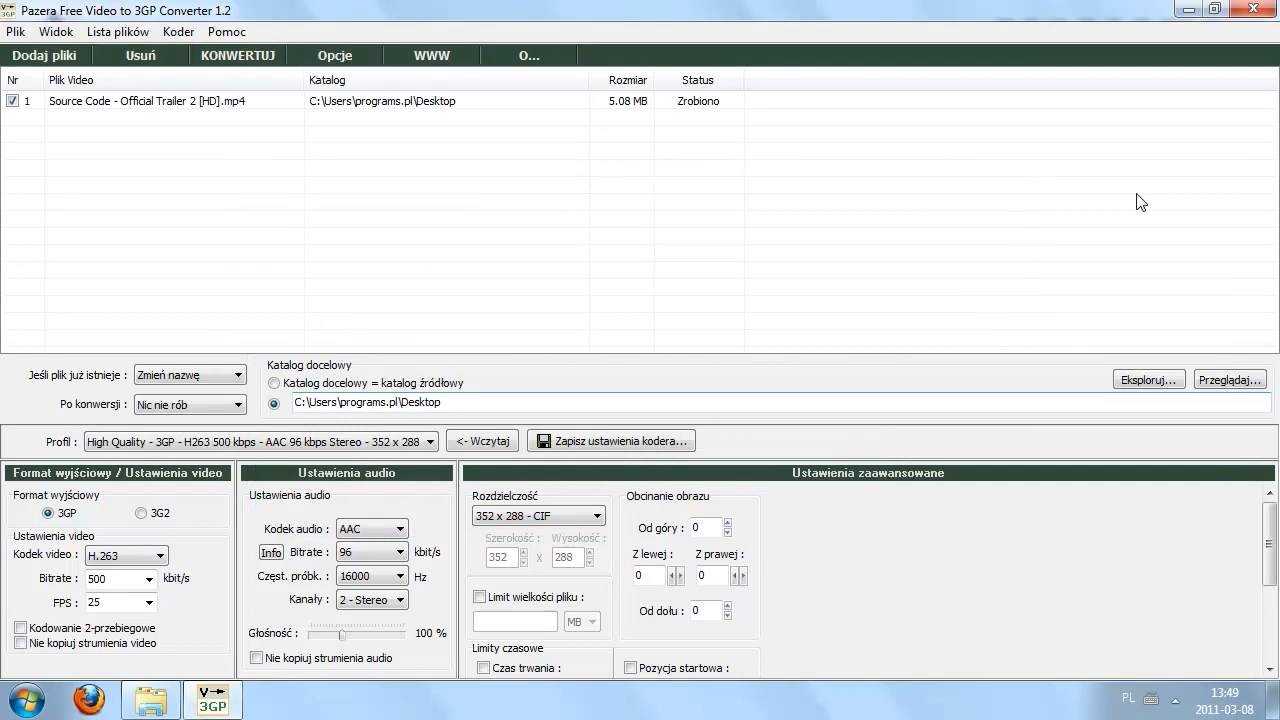 Pazera Free Video to 3GP Converter 1.2
Plik Widok Lista plików Koder Pomoc
Dodaj pliki Usuń KONWERTUJ Opcje WWW O...
Nr Plik Video Katalog Rozmiar Status
1 Source Code - Official Trailer 2 [HD].mp4 C:\Users\programs.pl\Desktop 5.08 MB Zrobiono
Katalog docelowy
Jeśli plik już istnieje : Zmień nazwę
Katalog docelowy = katalog źródłowy
Eksploruj... Przeglądaj...
Po konwersji : Nic nie rób
C:\Users\programs.pl\Desktop
Profil : High Quality - 3GP - H263 500 kbps - AAC 96 kbps Stereo - 352 x 288 <- Wczytaj Zapisz ustawienia kodera...
Format wyjściowy / Ustawienia video
Format wyjściowy
3GP 3G2
Ustawienia video
Kodek video : H.263
Bitrate : 500 kbit/s
FPS : 25
Kodowanie 2-przebiegowe
Nie kopiuj strumienia video
Ustawienia audio
Ustawienia audio
Kodek audio : AAC
Info Bitrate : 96 kbit/s
Częst. próbk. : 16000 Hz
Kanały : 2 - Stereo
Głośność : 100 %
Nie kopiuj strumienia audio
Ustawienia zaawansowane
Rozdzielczość
352 x 288 - CIF
Szerokość : Wysokość :
352 x 288
Limit wielkości pliku :
MB
Limity czasowe
Czas trwania : Pozycja startowa :
Obcinanie obrazu
Od góry : 0
Z lewej : Z prawej :
0 0
Od dołu : 0
V
3GP
PL 13:49
2011-03-08